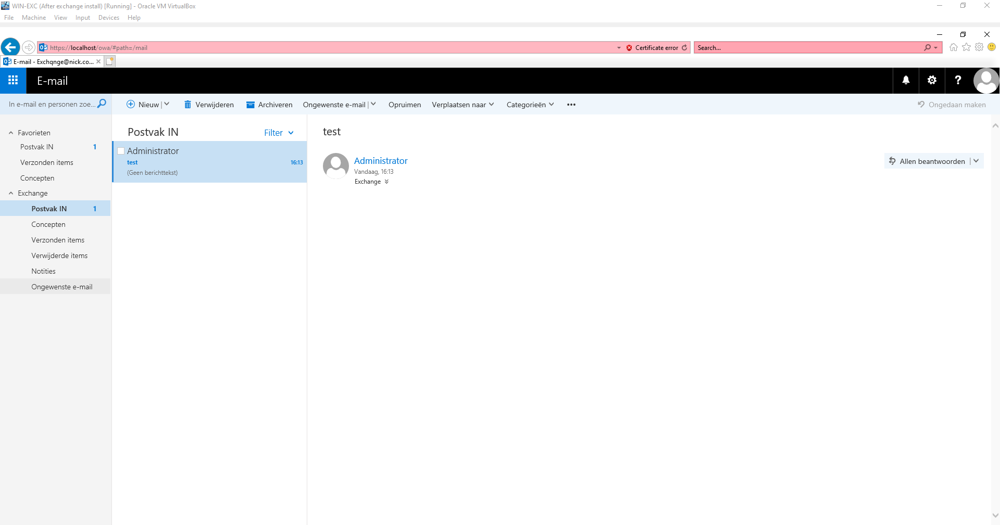 WIN-EXC (After exchange install) [Running] - Oracle VM VirtualBox
File Machine View Input Devices Help
https://localhost/owa/#path=/mail
Certificate error
Search...
E-mail - Exchqnge@nick.co...
E-mail
?
In e-mail en personen zoe...
Nieuw
Verwijderen
Archiveren
Ongewenste e-mail
Opruimen
Verplaatsen naar
Categorieën
•••
Ongedaan maken
Favorieten
Postvak IN 1
Verzonden items
Concepten
Exchange
Postvak IN 1
Concepten
Verzonden items
Verwijderde items
Notities
Ongewenste e-mail
Postvak IN
Filter
Administrator
test 16:13
(Geen berichttekst)
test
Administrator
Vandaag, 16:13
Exchange
Allen beantwoorden